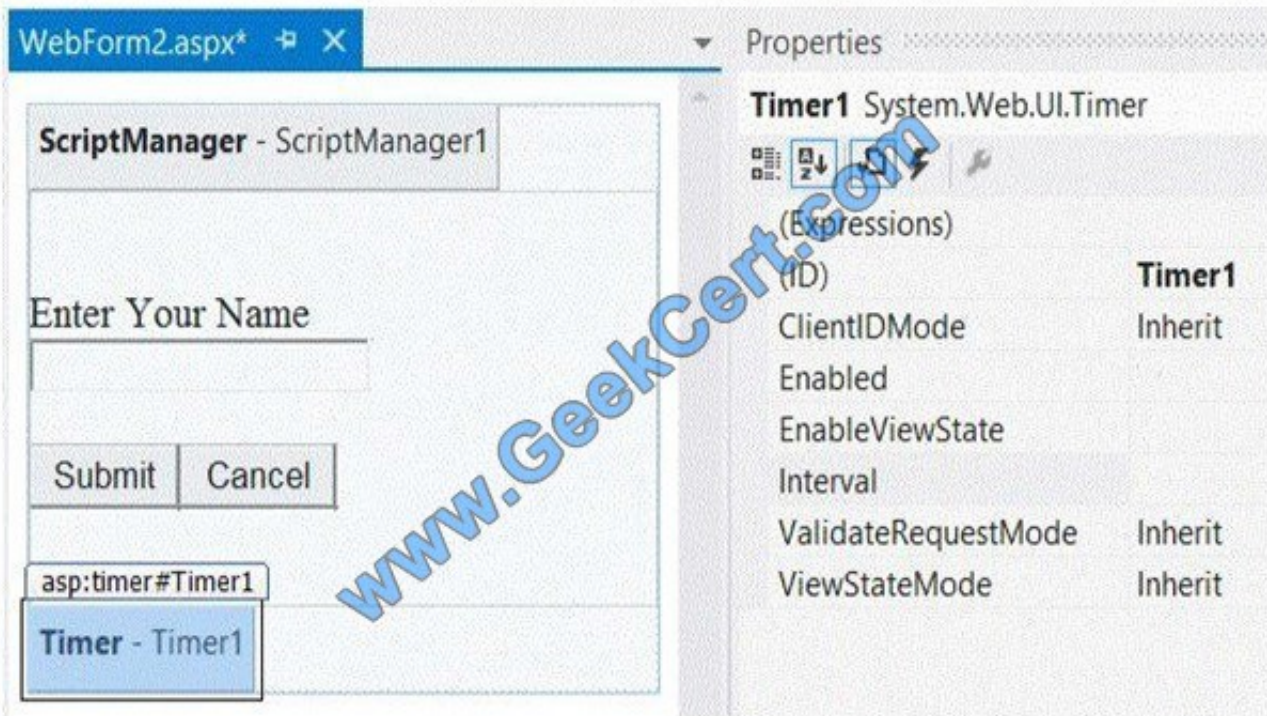 WebForm2.aspx*
ScriptManager - ScriptManager1
Enter Your Name
Submit Cancel
asp:timer#Timer1
Timer - Timer1
Properties
Timer1 System.Web.UI.Timer
(Expressions)
(ID) Timer1
ClientIDMode Inherit
Enabled
EnableViewState
Interval
ValidateRequestMode Inherit
ViewStateMode Inherit
www.GeekCert.com